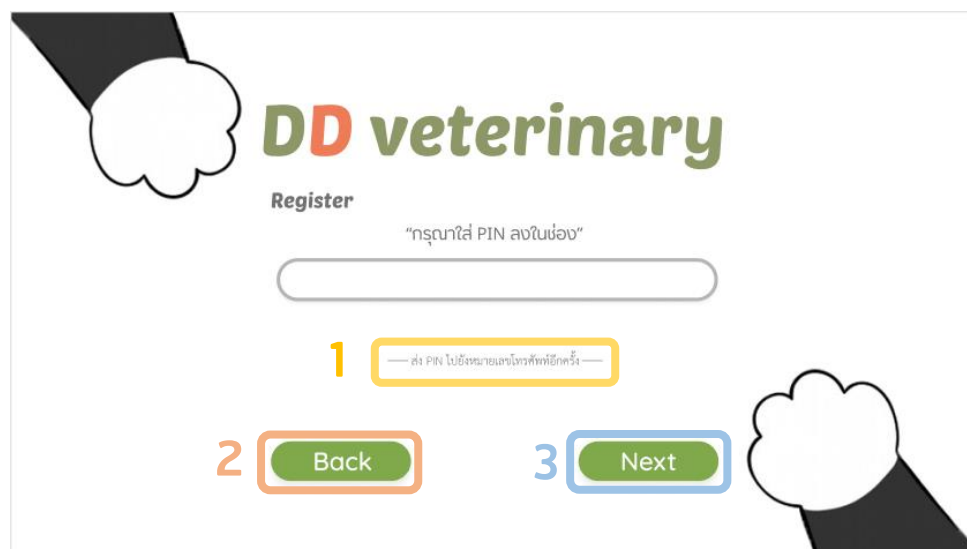 DD veterinary
Register
“กรุณาใส่ PIN ลงในช่อง”
1
ส่ง PIN ไปยังหมายเลขโทรศัพท์อีกครั้ง
2 Back 3 Next